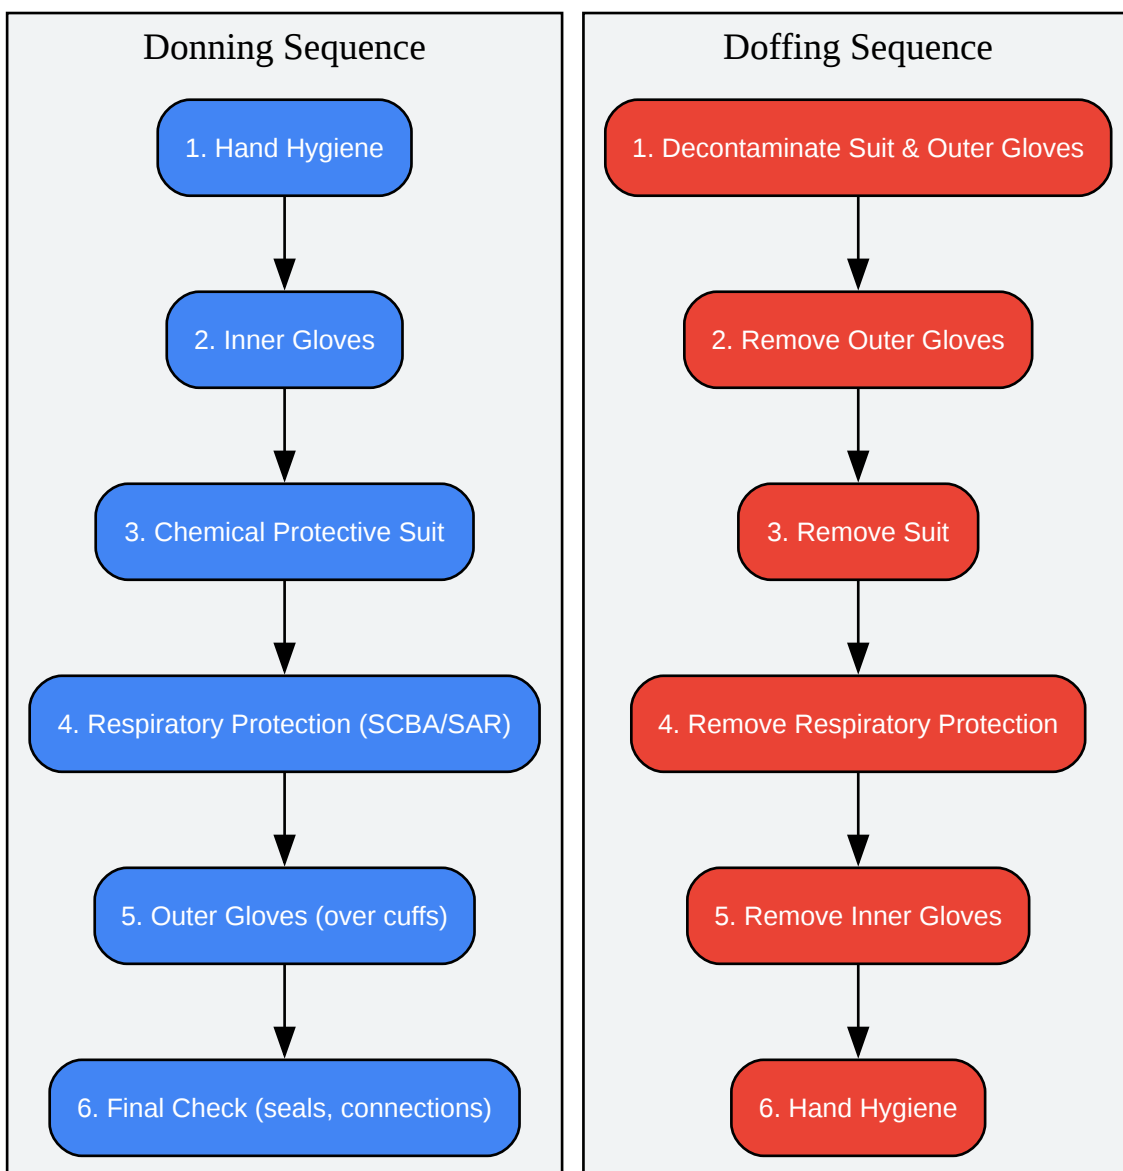 Donning Sequence
1. Hand Hygiene
2. Inner Gloves
3. Chemical Protective Suit
4. Respiratory Protection (SCBA/SAR)
5. Outer Gloves (over cuffs)
6. Final Check (seals, connections)
Doffing Sequence
1. Decontaminate Suit & Outer Gloves
2. Remove Outer Gloves
3. Remove Suit
4. Remove Respiratory Protection
5. Remove Inner Gloves
6. Hand Hygiene